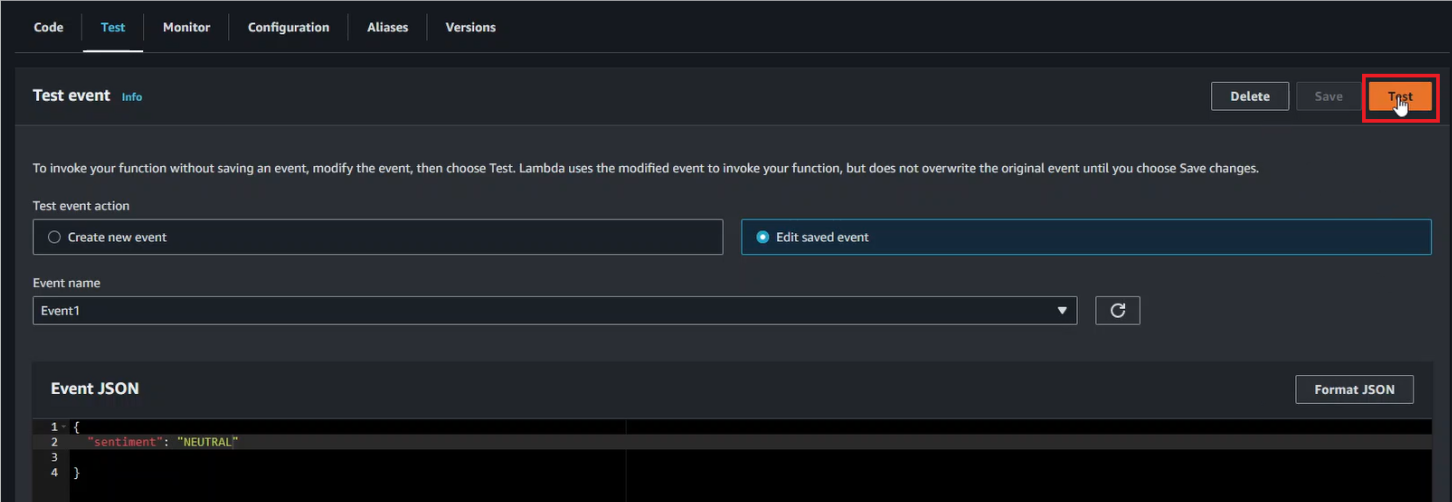 Code Test Monitor Configuration Aliases Versions
Test event Info Delete Save Test
To invoke your function without saving an event, modify the event, then choose Test. Lambda uses the modified event to invoke your function, but does not overwrite the original event until you choose Save changes.
Test event action
Create new event Edit saved event
Event name
Event1
Event JSON Format JSON
1 {
2 "sentiment": "NEUTRAL"
3
4 }